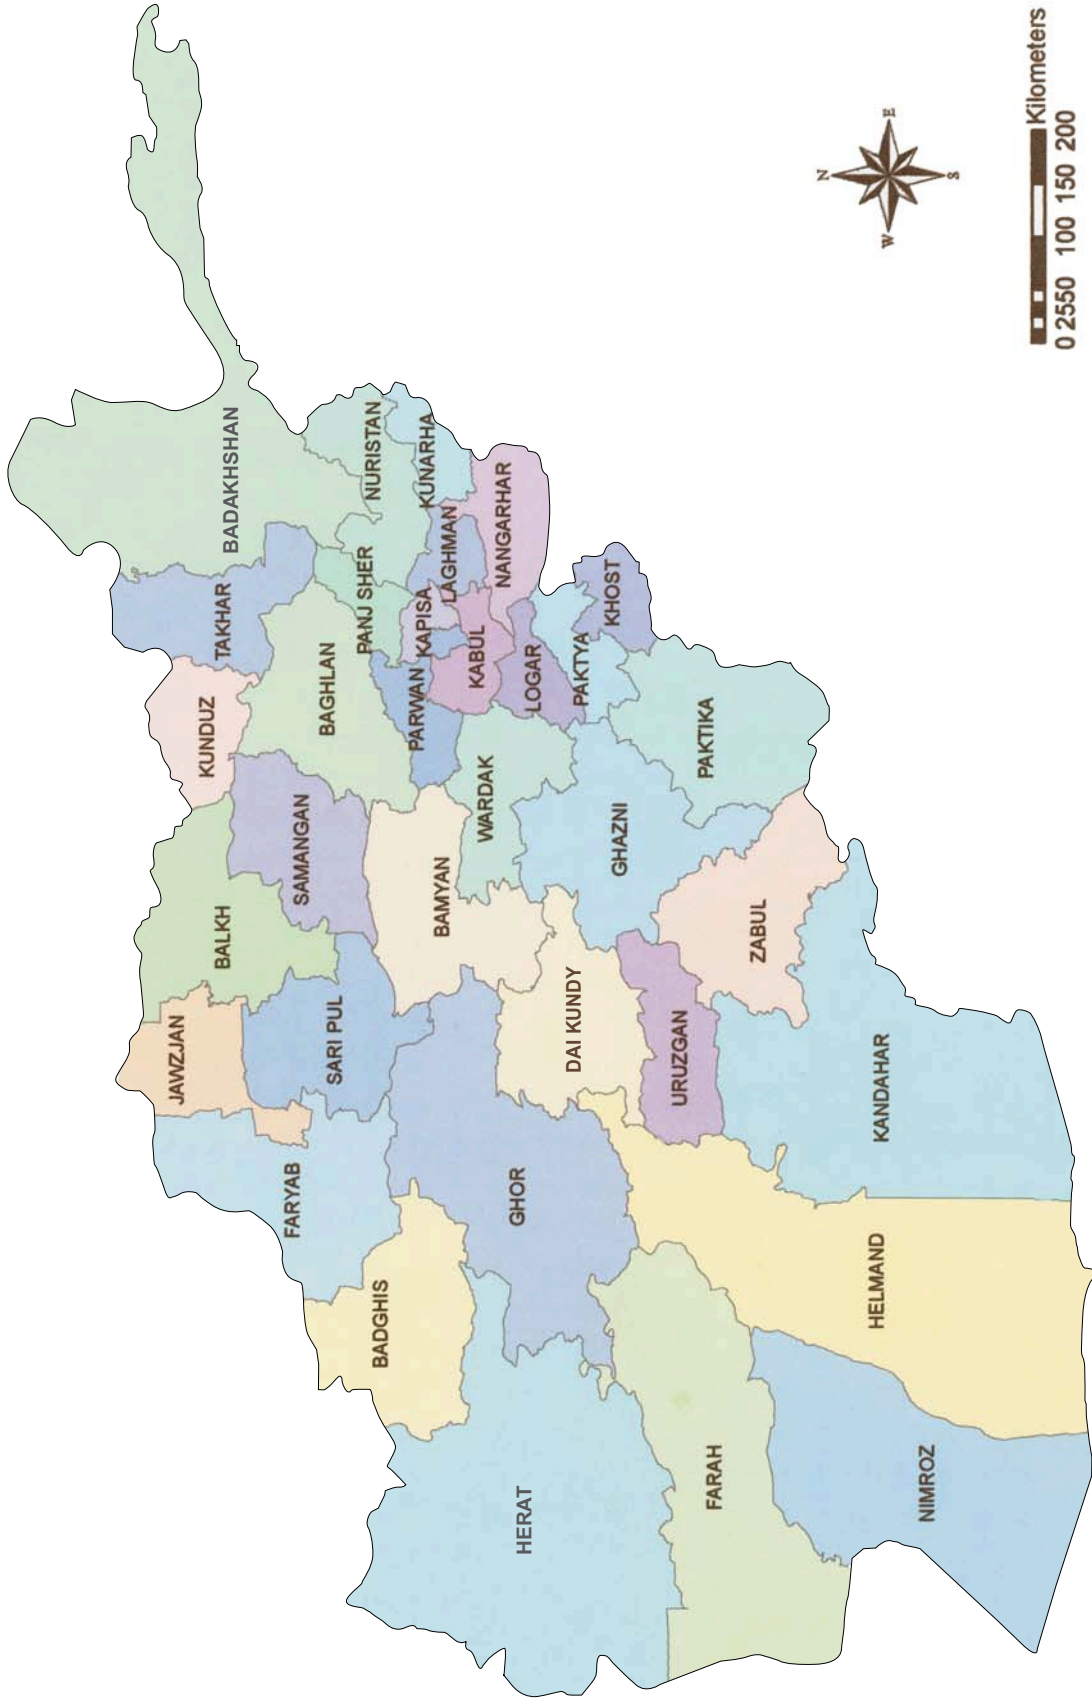 BADAKHSHAN
TAKHAR
KUNDUZ
BALKH
JAWZJAN
FARYAB
SARI PUL
SAMANGAN
BAGHLAN
PANJ SHER
NURISTAN
KUNARHA
LAGHMAN
KAPISA
PARWAN
KABUL
NANGARHAR
LOGAR
PAKTYA
KHOST
WARDAK
BAMYAN
BADGHIS
HERAT
GHOR
DAI KUNDY
GHAZNI
PAKTIKA
URUZGAN
ZABUL
FARAH
NIMROZ
HELMAND
KANDAHAR
N
W
E
S
0 2550 100 150 200
Kilometers